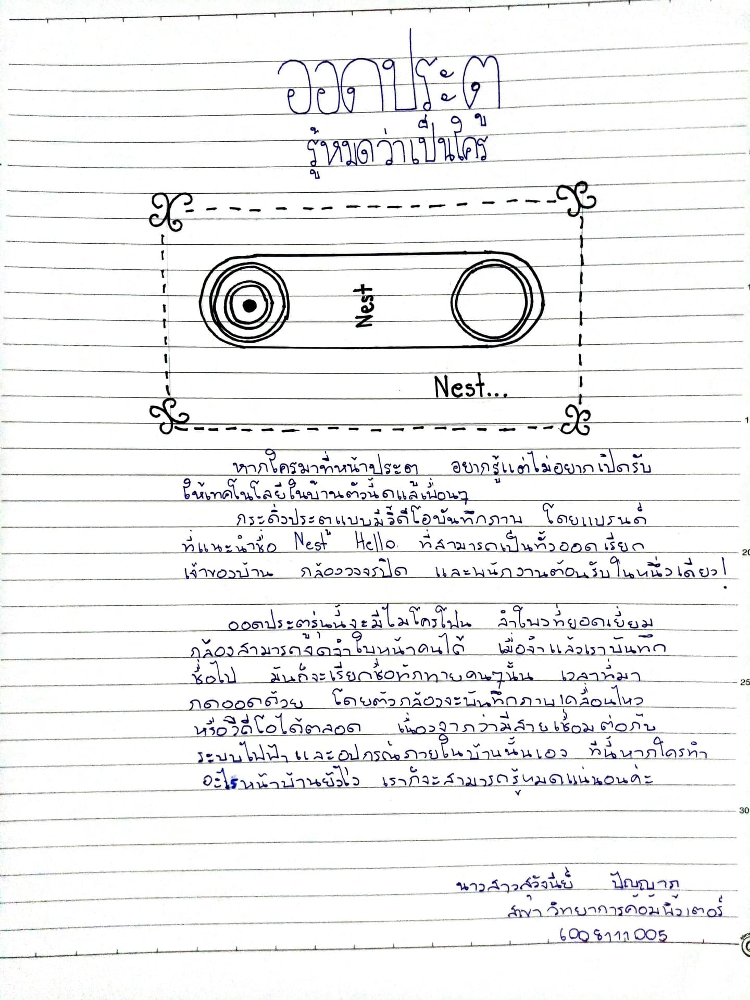 ออดประตู
รู้หมดว่าเป็นใคร
Nest
Nest...
หากใครมาที่หน้าประตู อยากรู้แต่ไม่อยากเปิดรับ
ให้เทคโนโลยีในบ้านตัวนี้ดูแล้เพื่อนๆ
กระดิ่งประตูแบบมีวิ๊ดีโอบันทึกภาพ โดยแบรนด์
ที่แนะนำชื่อ Nest Hello ที่สามารถเป็นทั้งออดเรียก
เจ้าของบ้าน กล้องวงจรปิด และพนักงานต้อนรับในหนึ่งเดียว!
ออดประตูรุ่นนี้จะมีไมโครโฟน ลำโพงที่ยอดเยี่ยม
กล้องสามารถจดจำใบหน้าคนได้ เมื่อจำแล้วเราบันทึก
ชื่อไป มันก็จะเรียกชื่อทักทายคนๆนั้น เวลาที่มา
กดออดด้วย โดยตัวกล้องจะบันทึกภาพเคลื่อนไหว
หรือวีดีโอได้ตลอด เนื่องจากว่ามีสายเชื่อมต่อกับ
ระบบไฟฟ้าและอุปกรณ์ภายในบ้านนั้นเอง ทีนี้หากใครทำ
อะไรหน้าบ้านยังไง เราก็จะสามารถรู้หมดแน่นอนค่ะ
นางสาว ปัญญาภู
สาขา วิทยาการค้อมพิ้วเตอร์
6008111005
20
25
30